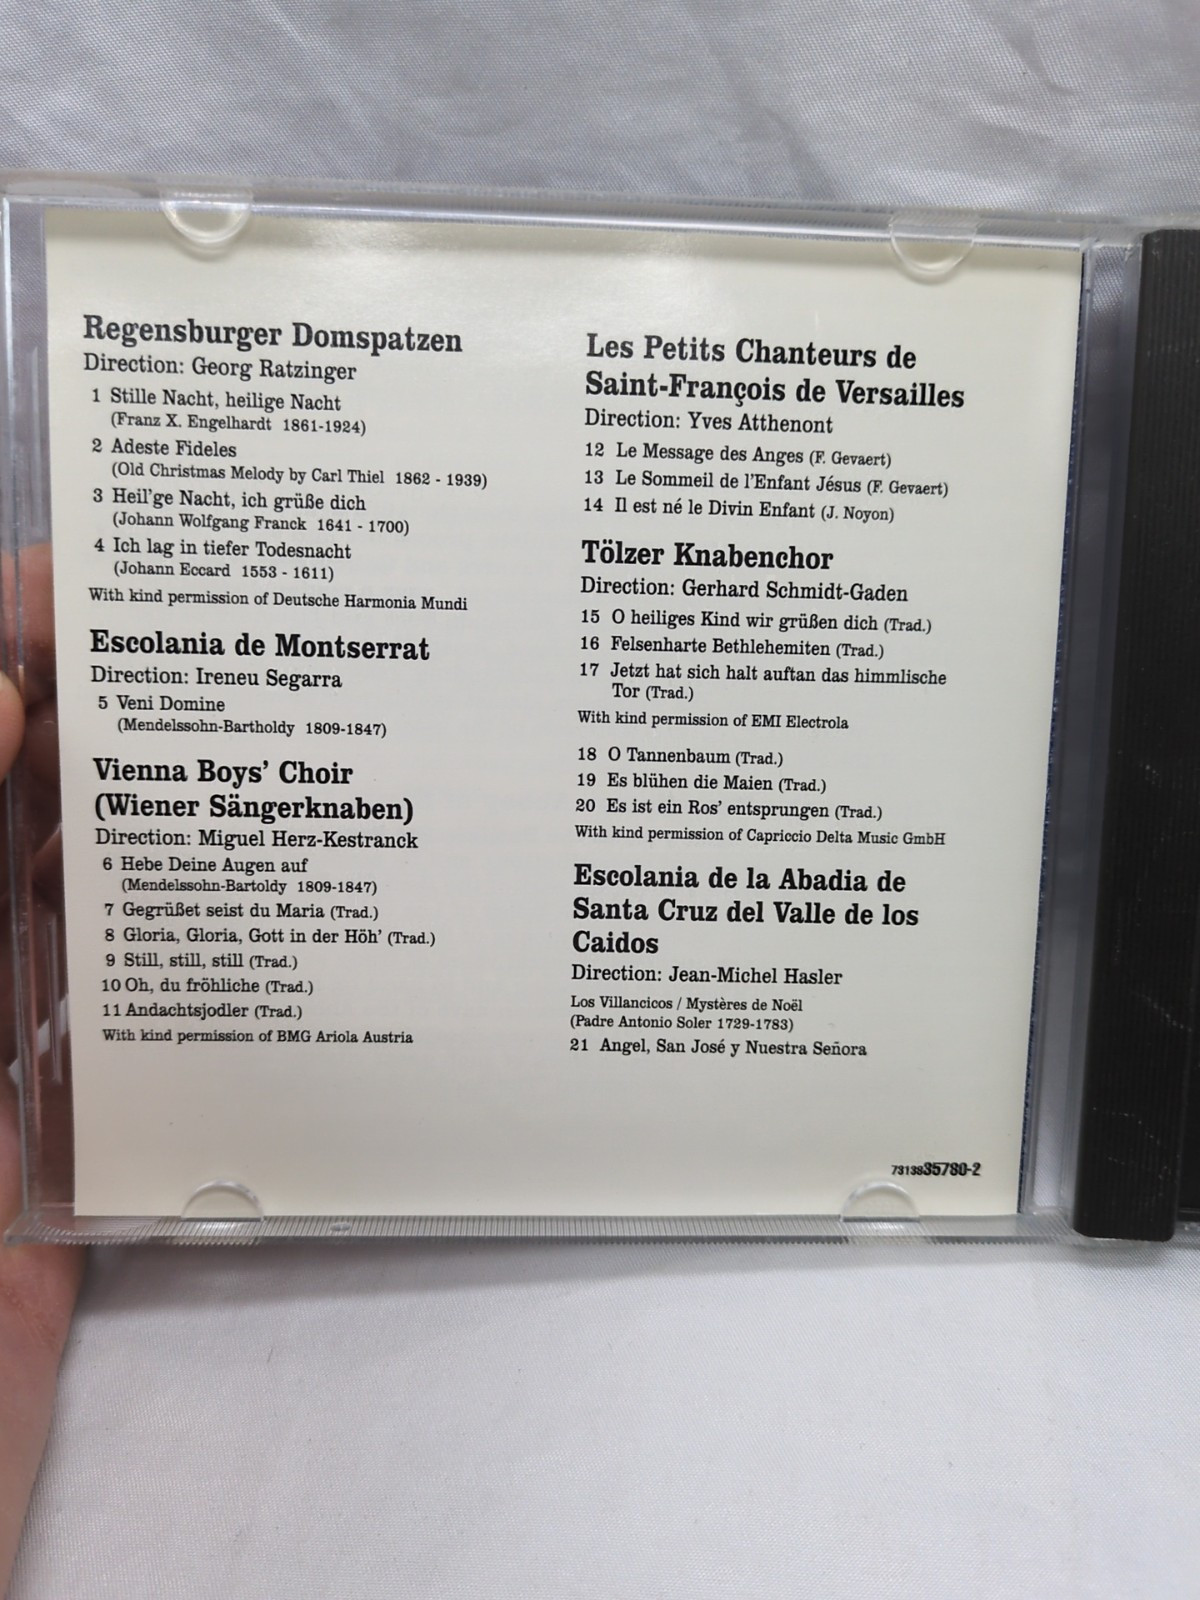 Regensburger Domspatzen
Direction: Georg Ratzinger
1 Stille Nacht, heilige Nacht
(Franz X. Engelhardt 1861-1924)
2 Adeste Fideles
(Old Christmas Melody by Carl Thiel 1862 - 1939)
3 Heil'ge Nacht, ich grüße dich
(Johann Wolfgang Franck 1641 - 1700)
4 Ich lag in tiefer Todesnacht
(Johann Eccard 1553 - 1611)
With kind permission of Deutsche Harmonia Mundi
Escolania de Montserrat
Direction: Ireneu Segarra
5 Veni Domine
(Mendelssohn-Bartholdy 1809-1847)
Vienna Boys' Choir
(Wiener Sängerknaben)
Direction: Miguel Herz-Kestranck
6 Hebe Deine Augen auf
(Mendelssohn-Bartoldy 1809-1847)
7 Gegrüßet seist du Maria (Trad.)
8 Gloria, Gloria, Gott in der Höh' (Trad.)
9 Still, still, still (Trad.)
10 Oh, du fröhliche (Trad.)
11 Andachtsjodler (Trad.)
With kind permission of BMG Ariola Austria
Les Petits Chanteurs de
Saint-François de Versailles
Direction: Yves Atthenont
12 Le Message des Anges (F. Gevaert)
13 Le Sommeil de l'Enfant Jésus (F. Gevaert)
14 Il est né le Divin Enfant (J. Noyon)
Tölzer Knabenchor
Direction: Gerhard Schmidt-Gaden
15 O heiliges Kind wir grüßen dich (Trad.)
16 Felsenharte Bethlehemiten (Trad.)
17 Jetzt hat sich halt auftan das himmlische
Tor (Trad.)
With kind permission of EMI Electrola
18 O Tannenbaum (Trad.)
19 Es blühen die Maien (Trad.)
20 Es ist ein Ros' entsprungen (Trad.)
With kind permission of Capriccio Delta Music GmbH
Escolania de la Abadia de
Santa Cruz del Valle de los
Caidos
Direction: Jean-Michel Hasler
Los Villancicos / Mystères de Noël
(Padre Antonio Soler 1729-1783)
21 Angel, San José y Nuestra Señora
7313835780-2